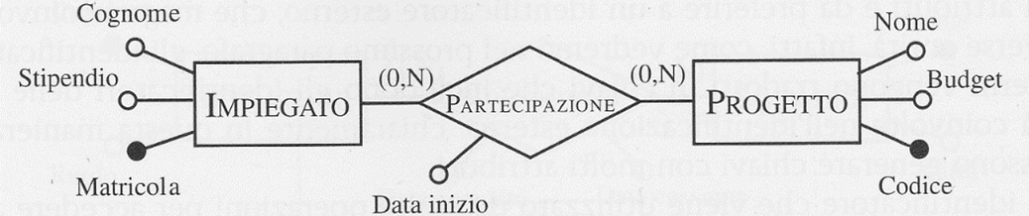 Cognome
Stipendio
Matricola
IMPIEGATO
(0,N)
PARTECIPAZIONE
Data inizio
(0,N)
PROGETTO
Nome
Budget
Codice